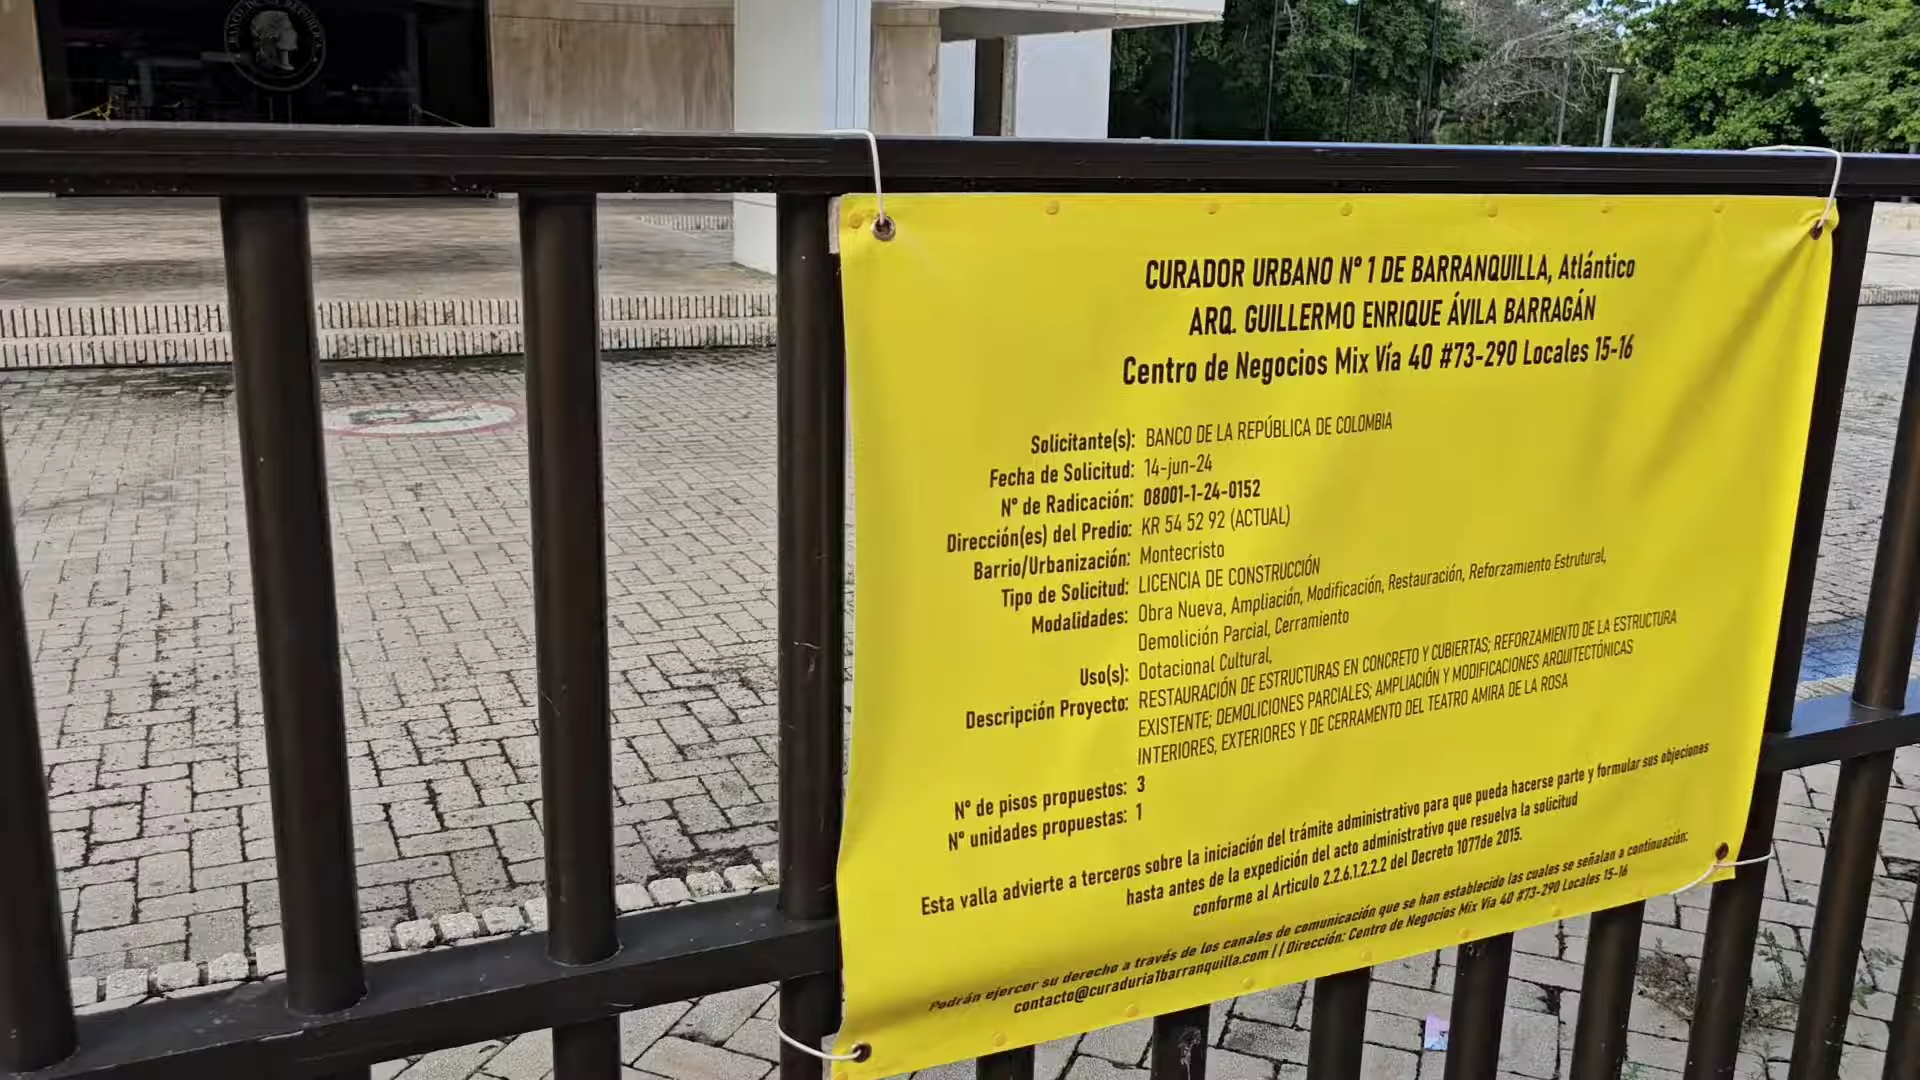 BANCO DE LA REPÚBLICA
CURADOR URBANO N° 1 DE BARRANQUILLA, Atlántico
ARQ. GUILLERMO ENRIQUE ÁVILA BARRAGÁN
Centro de Negocios Mix Vía 40 #73-290 Locales 15-16
Solicitante(s): BANCO DE LA REPÚBLICA DE COLOMBIA
Fecha de Solicitud: 14-jun-24
N° de Radicación: 08001-1-24-0152
Dirección(es) del Predio: KR 54 52 92 (ACTUAL)
Barrio/Urbanización: Montecristo
Tipo de Solicitud: LICENCIA DE CONSTRUCCIÓN
Modalidades: Obra Nueva, Ampliación, Modificación, Restauración, Reforzamiento Estrutural,
Demolición Parcial, Cerramiento
Uso(s): Dotacional Cultural,
Descripción Proyecto: RESTAURACIÓN DE ESTRUCTURAS EN CONCRETO Y CUBIERTAS; REFORZAMIENTO DE LA ESTRUCTURA
EXISTENTE; DEMOLICIONES PARCIALES; AMPLIACIÓN Y MODIFICACIONES ARQUITECTÓNICAS
INTERIORES, EXTERIORES Y DE CERRAMIENTO DEL TEATRO AMIRA DE LA ROSA
N° de pisos propuestos: 3
N° unidades propuestas: 1
Esta valla advierte a terceros sobre la iniciación del trámite administrativo para que pueda hacerse parte y formular sus objeciones
hasta antes de la expedición del acto administrativo que resuelva la solicitud
conforme al Articulo 2.2.6.1.2.2.2 del Decreto 1077de 2015.
Podrán ejercer su derecho a través de los canales de comunicación que se han establecido las cuales se señalan a continuación:
contacto@curaduria1barranquilla.com | | Dirección: Centro de Negocios Mix Vía 40 #73-290 Locales 15-16